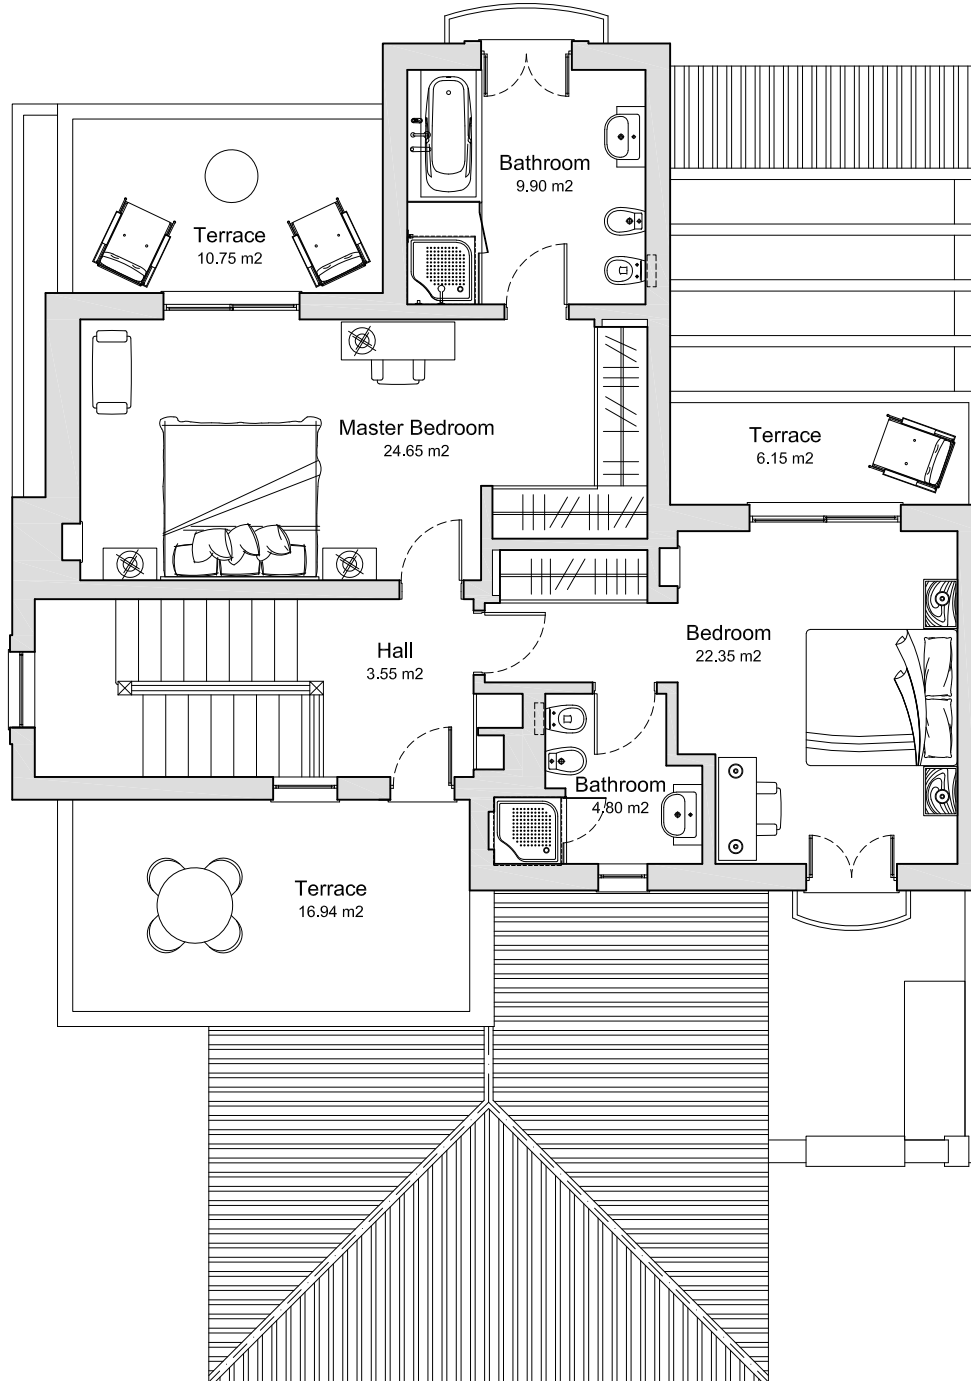 Bathroom
9.90 m2
Terrace
10.75 m2
Master Bedroom
24.65 m2
Terrace
6.15 m2
Hall
3.55 m2
Bedroom
22.35 m2
Bathroom
4.80 m2
Terrace
16.94 m2